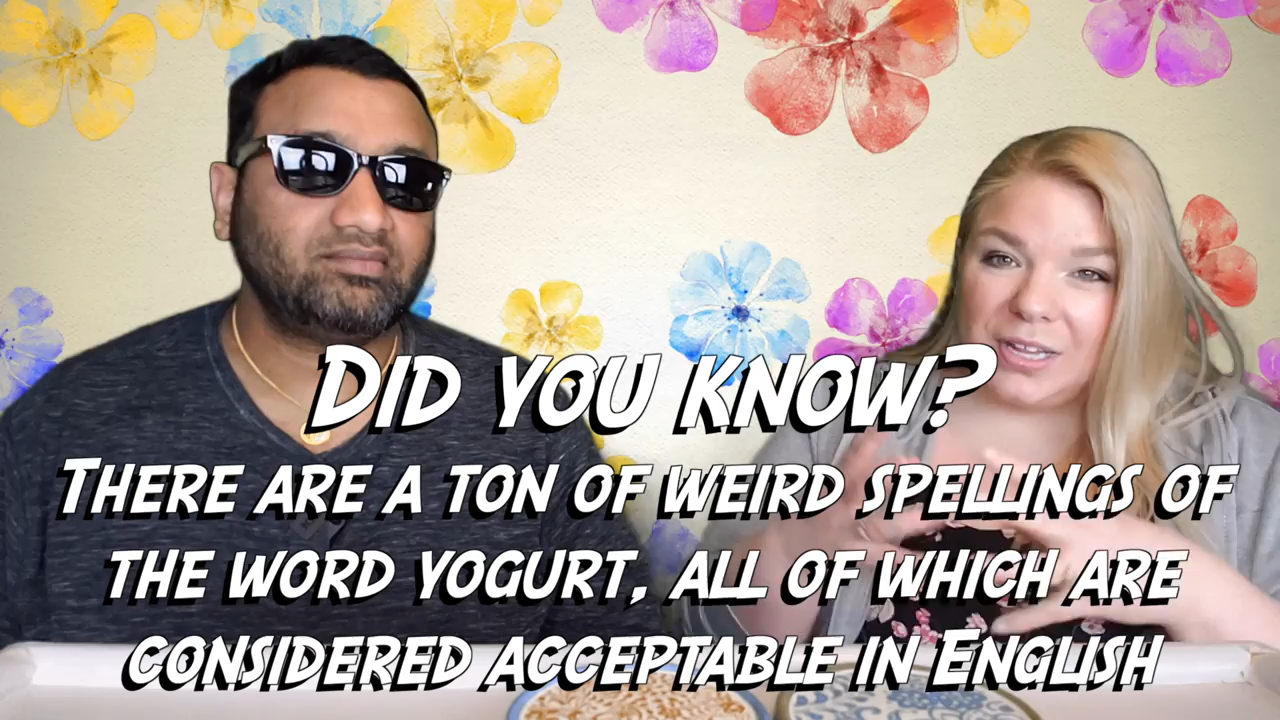 Did you know?
There are a ton of weird spellings of
the word yogurt, all of which are
considered acceptable in English